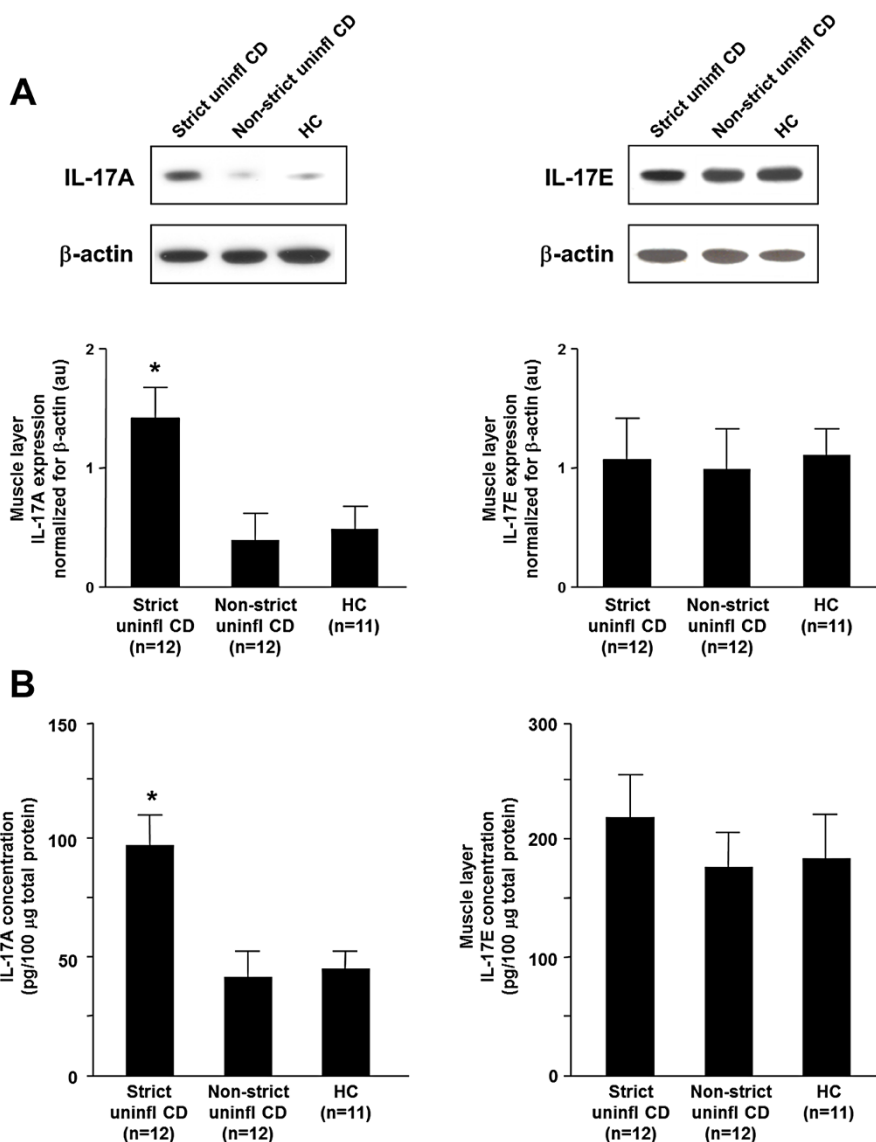 A
Strict uninfl CD
Non-strict uninfl CD
HC
IL-17A
β-actin
Strict uninfl CD
Non-strict uninfl CD
HC
IL-17E
β-actin
Muscle layer
IL-17A expression
normalized for β-actin (au)
2
1
0
*
Strict
uninfl CD
(n=12)
Non-strict
uninfl CD
(n=12)
HC
(n=11)
Muscle layer
IL-17E expression
normalized for β-actin (au)
2
1
0
Strict
uninfl CD
(n=12)
Non-strict
uninfl CD
(n=12)
HC
(n=11)
B
IL-17A concentration
(pg/100 µg total protein)
150
100
50
0
*
Strict
uninfl CD
(n=12)
Non-strict
uninfl CD
(n=12)
HC
(n=11)
Muscle layer
IL-17E concentration
(pg/100 µg total protein)
300
200
100
0
Strict
uninfl CD
(n=12)
Non-strict
uninfl CD
(n=12)
HC
(n=11)